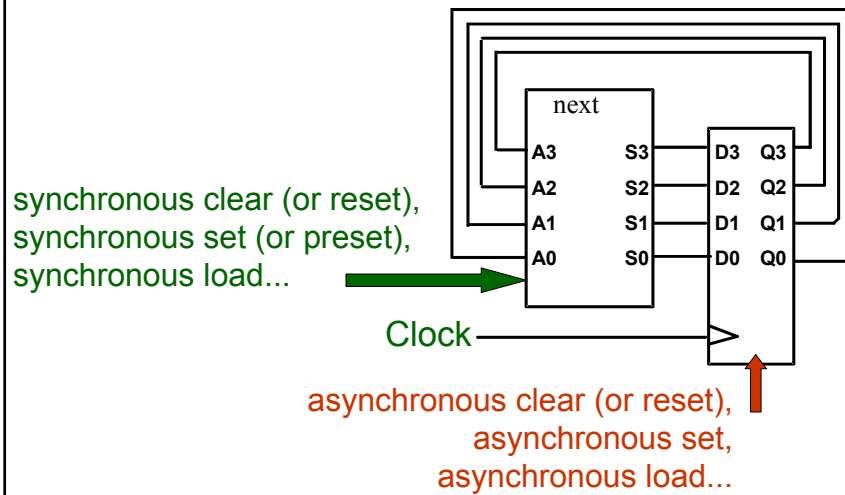 next
A3 S3 D3 Q3
A2 S2 D2 Q2
A1 S1 D1 Q1
A0 S0 D0 Q0
synchronous clear (or reset),
synchronous set (or preset),
synchronous load...
Clock
asynchronous clear (or reset),
asynchronous set,
asynchronous load...